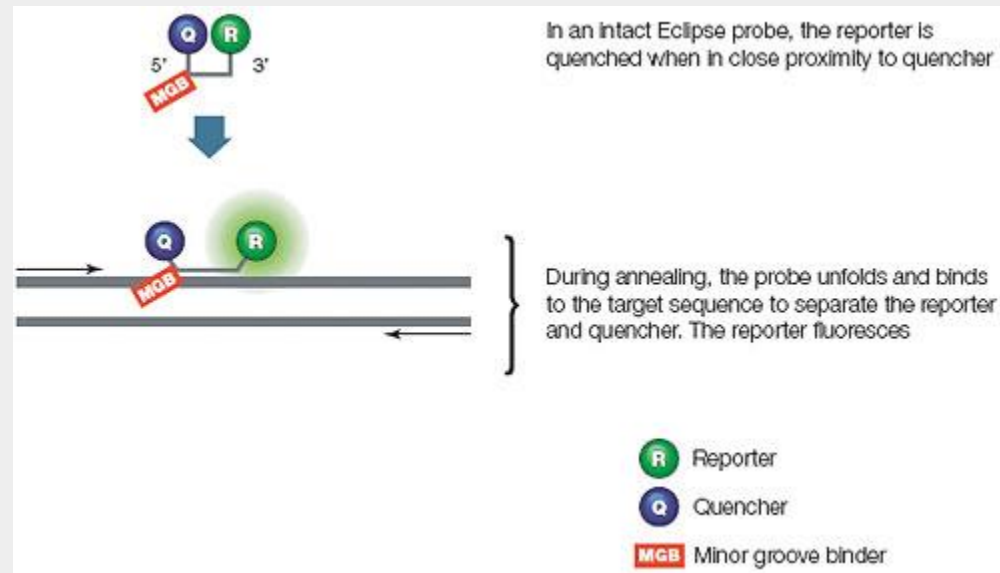 Q R
In an intact Eclipse probe, the reporter is
quenched when in close proximity to quencher
5' 3'
MGB
Q R
MGB
During annealing, the probe unfolds and binds
to the target sequence to separate the reporter
and quencher. The reporter fluoresces
R Reporter
Q Quencher
MGB Minor groove binder